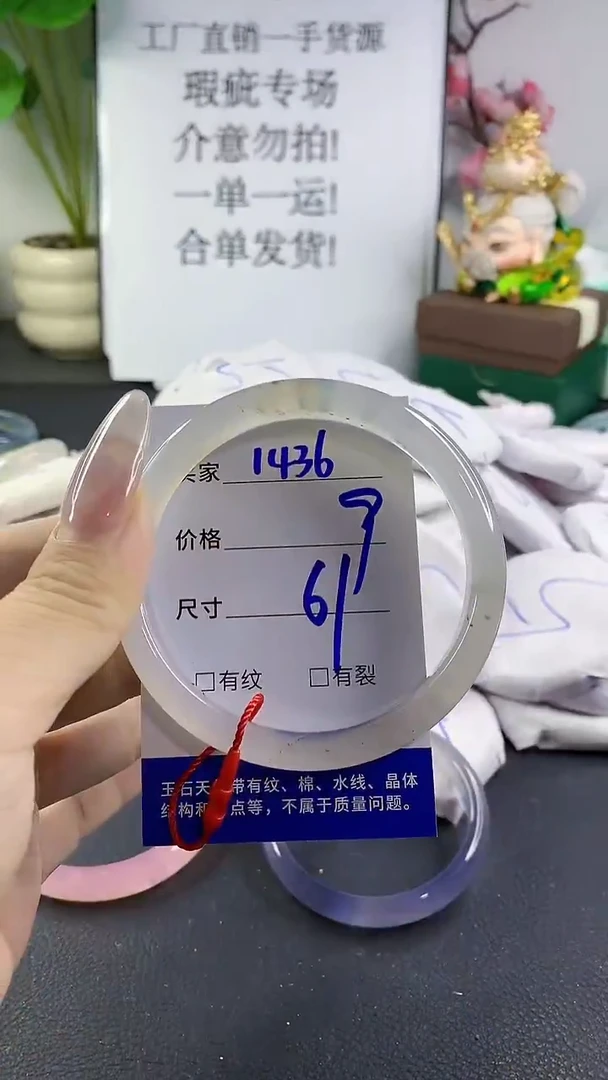 工厂直销一手货源
瑕疵专场
介意勿拍!
一单一运!
合单发货!
家 1436
价格
尺寸 61
□有纹 □有裂
玉石天 带有纹、棉、水线、晶体
结构和 点等，不属于质量问题。